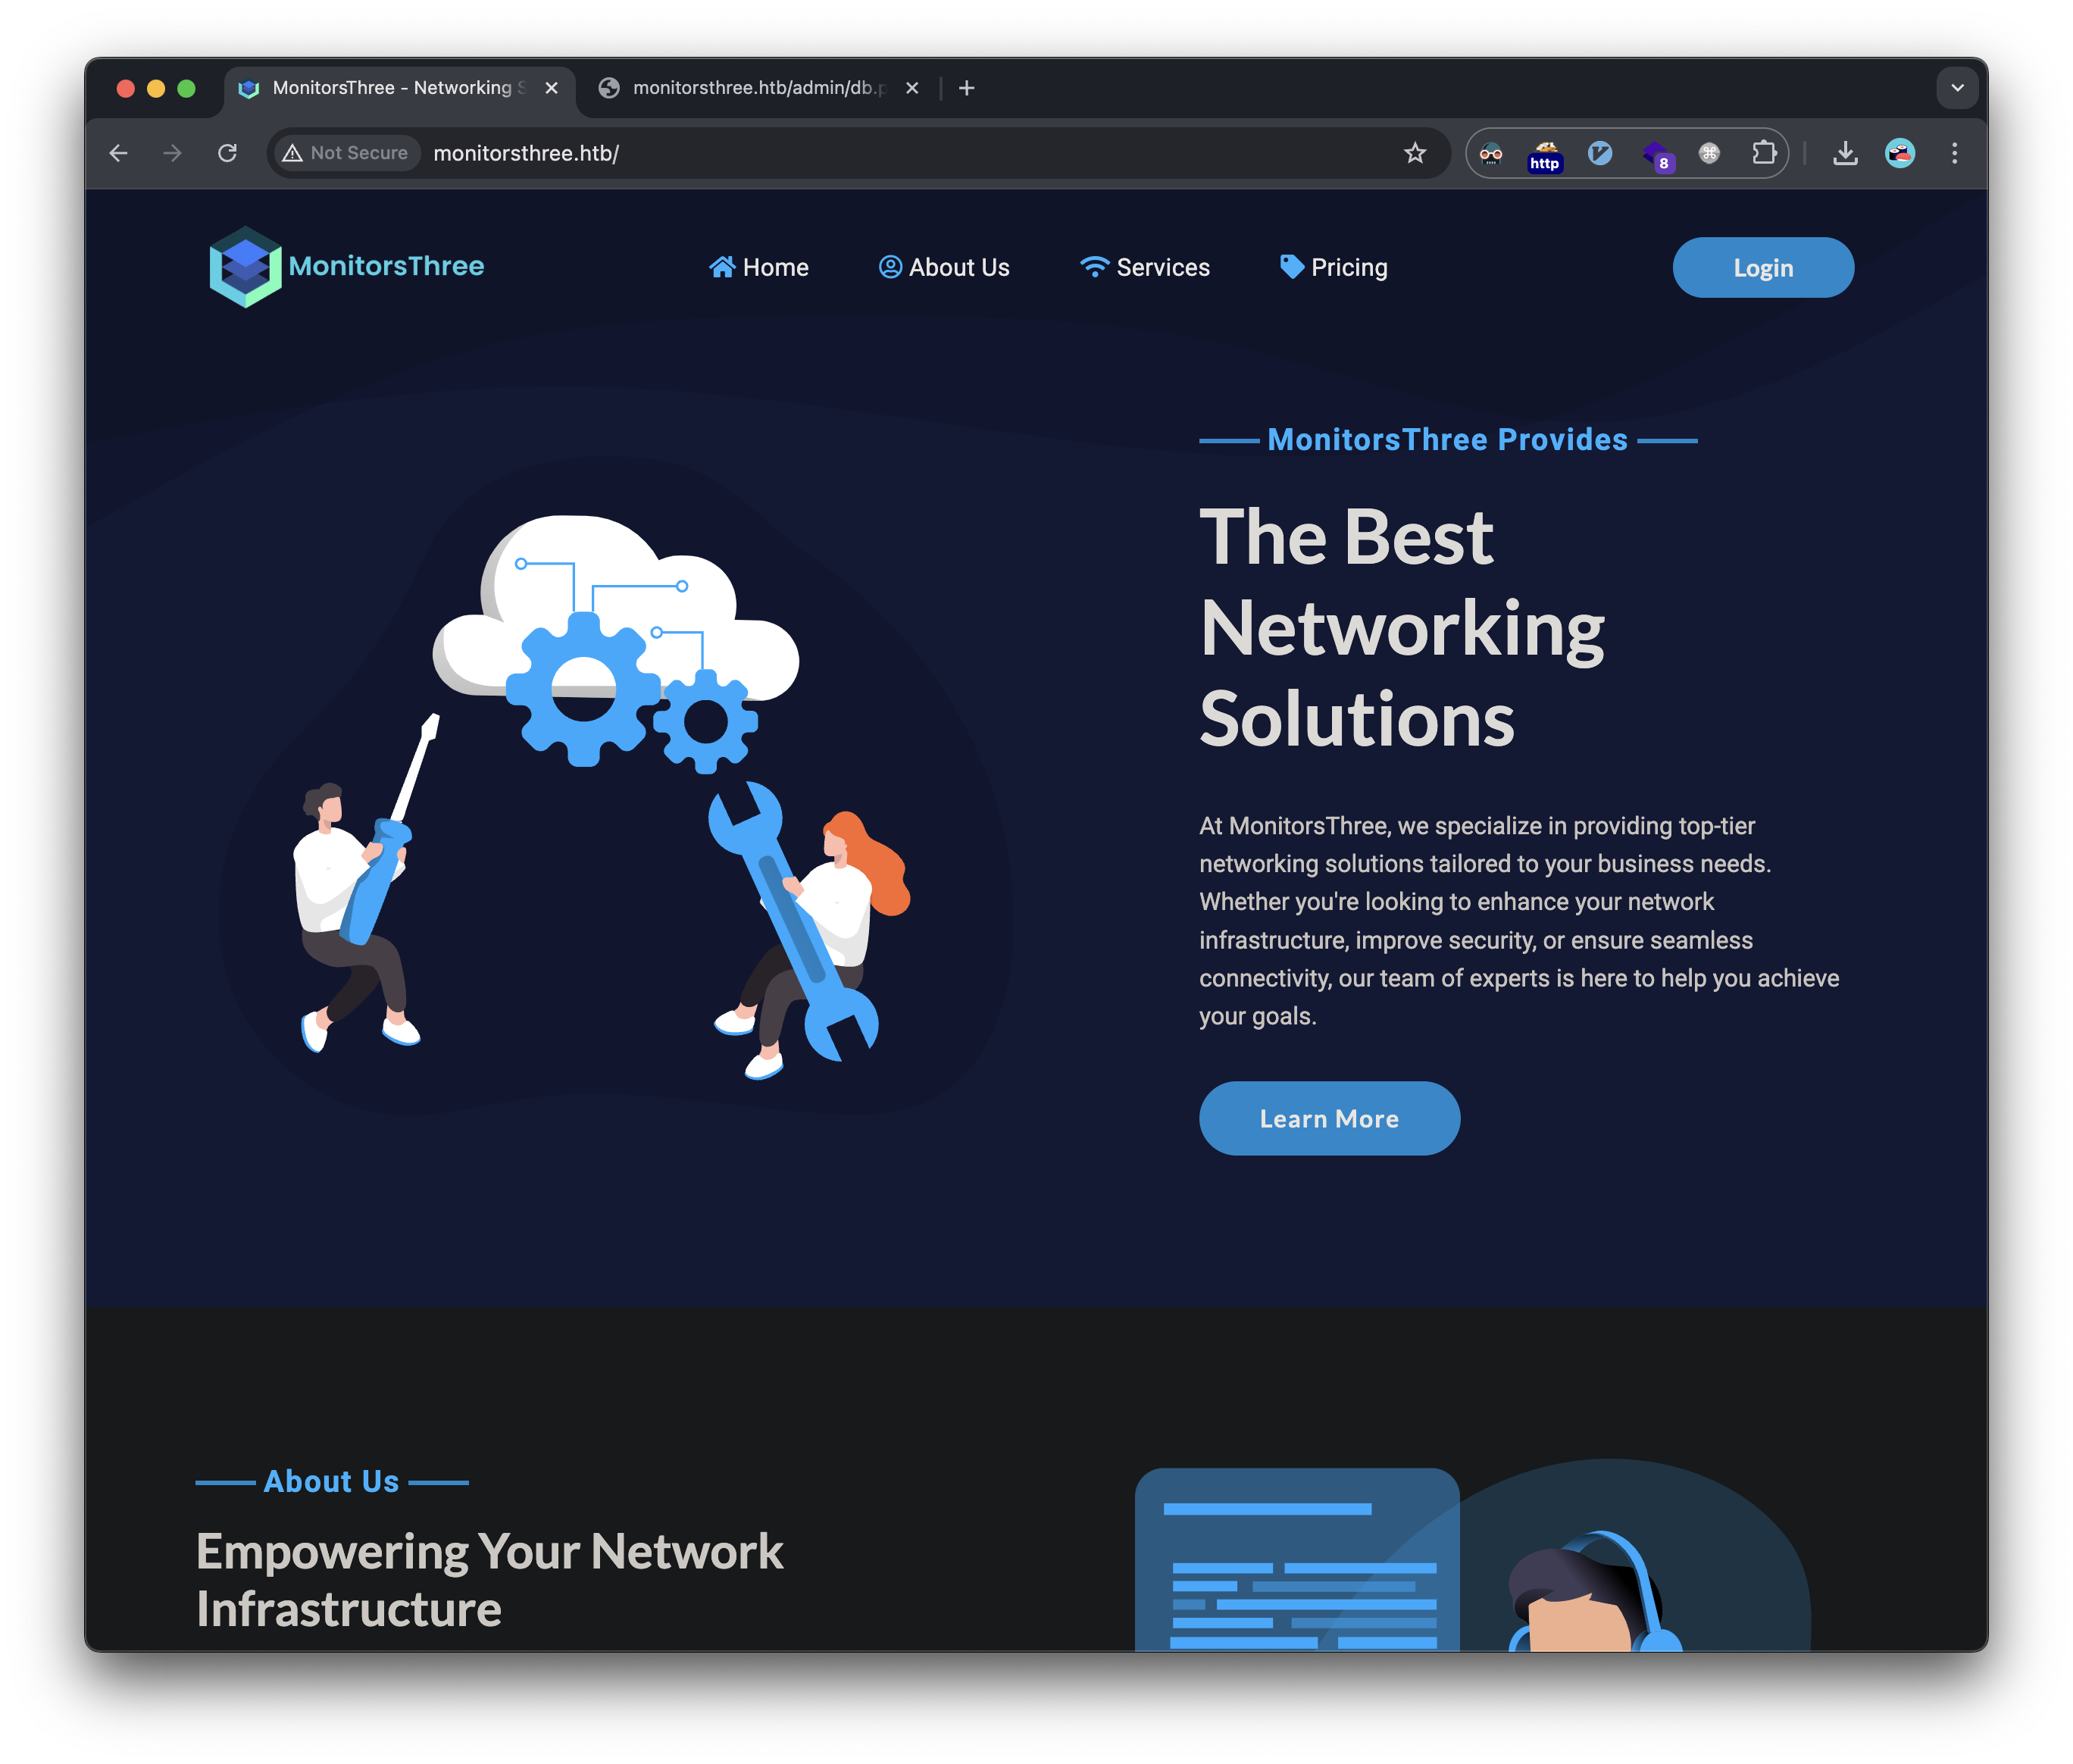 MonitorsThree - Networking S
monitorsthree.htb/admin/db.p
Not Secure
monitorsthree.htb/
http
8
MonitorsThree
Home
About Us
Services
Pricing
Login
MonitorsThree Provides
The Best
Networking
Solutions
At MonitorsThree, we specialize in providing top-tier
networking solutions tailored to your business needs.
Whether you're looking to enhance your network
infrastructure, improve security, or ensure seamless
connectivity, our team of experts is here to help you achieve
your goals.
Learn More
About Us
Empowering Your Network
Infrastructure